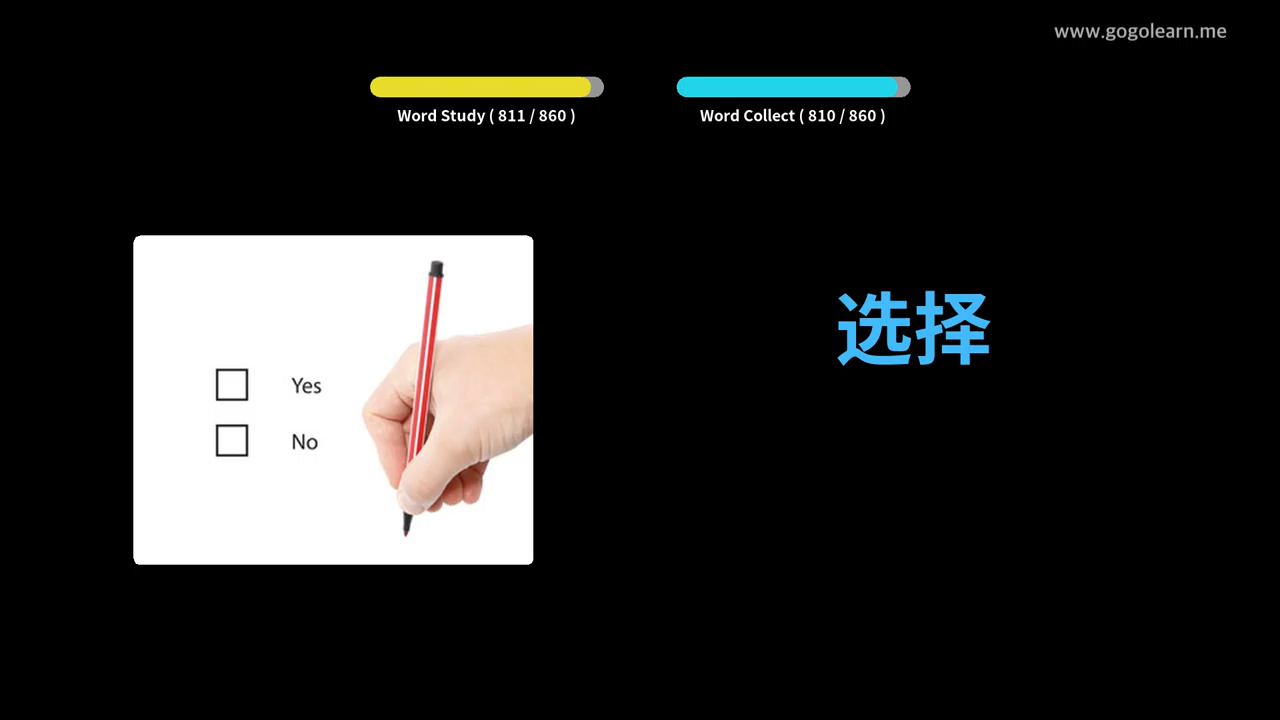 www.gogolearn.me
Word Study ( 811 / 860 )
Word Collect ( 810 / 860 )
选择
Yes
No